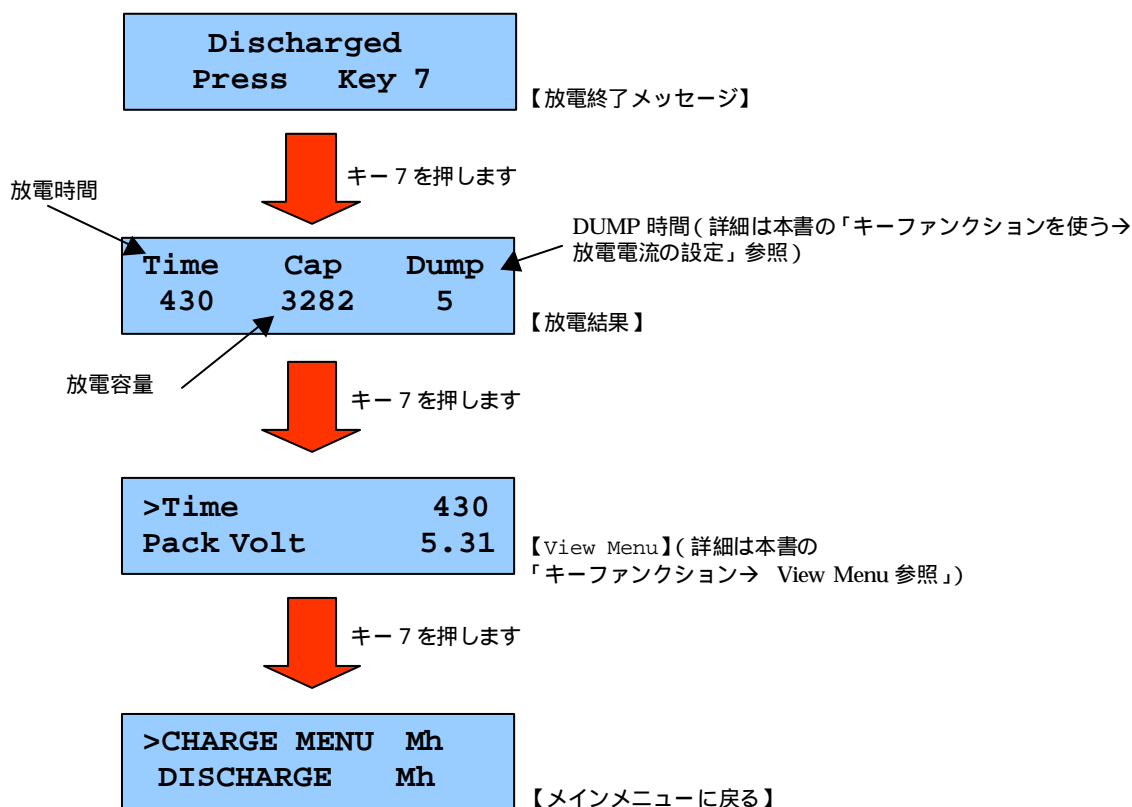 Discharged
Press Key 7
【放電終了メッセージ】
キー７を押します
放電時間
DUMP 時間（詳細は本書の「キーファンクションを使う→
放電電流の設定」参照）
Time Cap Dump
430 3282 5
【放電結果】
放電容量
キー７を押します
>Time 430
Pack Volt 5.31
【View Menu】（詳細は本書の
「キーファンクション→ View Menu 参照」）
キー７を押します
>CHARGE MENU Mh
DISCHARGE Mh
【メインメニューに戻る】